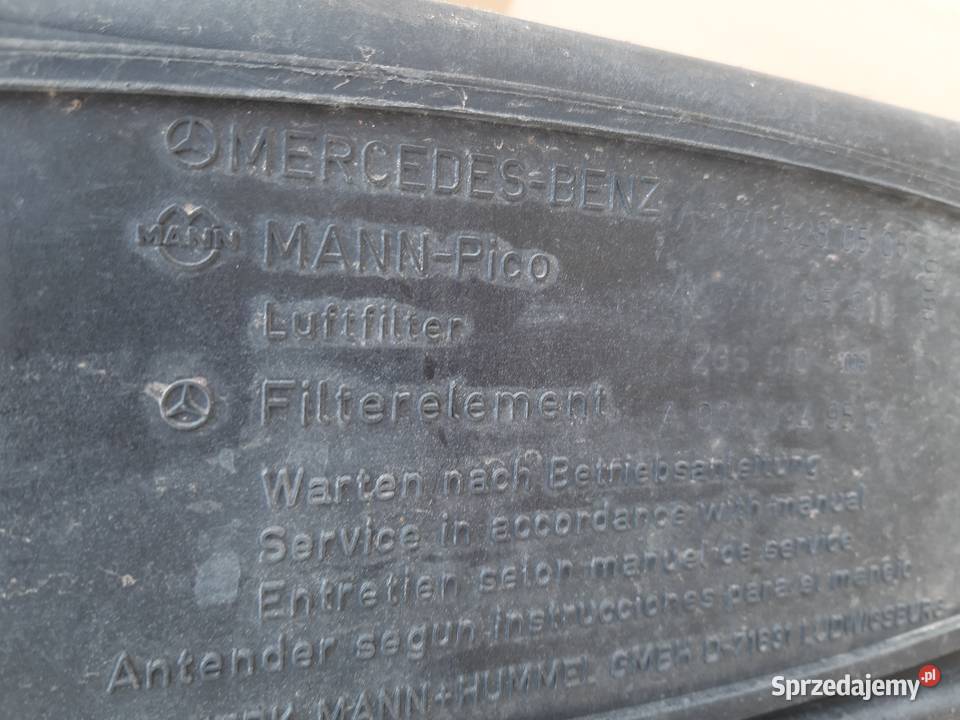 MERCEDES-BENZ
MANN MANN-Pico
Luftfilter
ZGS
Filterelement A
Warten nach Betriebsanleitung
Service in accordance with manual
Entretien selon manuel de service
Antender segun instrucciones para el manejo
MANN+HUMMEL GMBH D-71631 LUDWIGSBURG
Sprzedajemy.pl